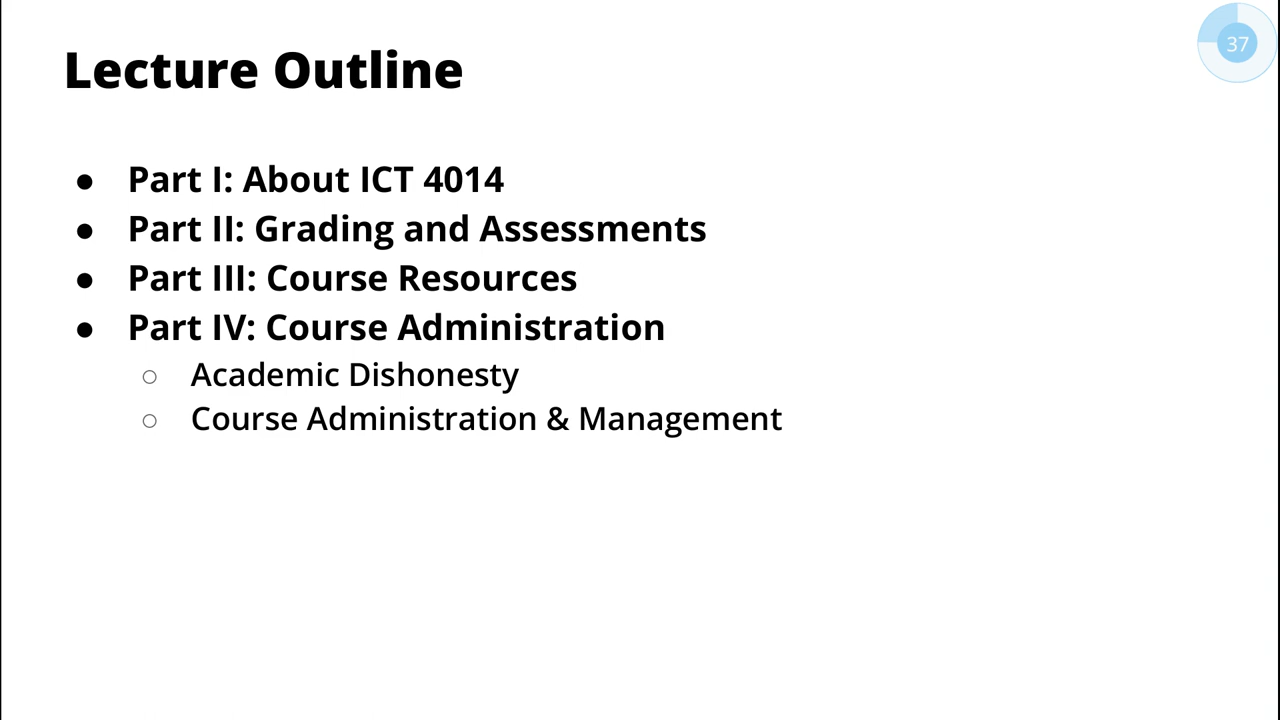 37
Lecture Outline
● Part I: About ICT 4014
● Part II: Grading and Assessments
● Part III: Course Resources
● Part IV: Course Administration
○ Academic Dishonesty
○ Course Administration & Management